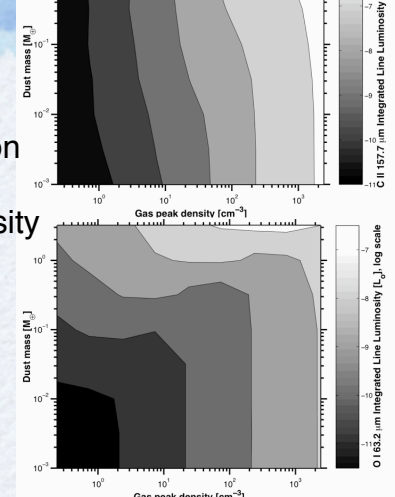 on
sity
Dust mass [M⊕]
10⁻¹
10⁻²
10⁻³
10⁰ 10¹ 10² 10³
Gas peak density [cm⁻³]
−7
−8
−9
−10
−11
C II 157.7 μm Integrated Line Luminosity
Dust mass [M⊕]
10⁰
10⁻¹
10⁻²
10⁻³
10⁰ 10¹ 10² 10³
Gas peak density [cm⁻³]
−7
−8
−9
−10
−11
O I 63.2 μm Integrated Line Luminosity [L₀], log scale